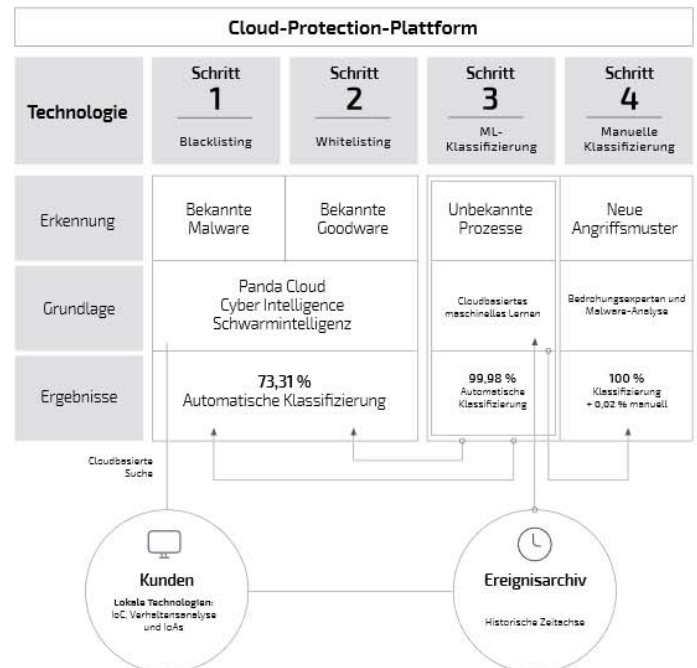 Cloud-Protection-Plattform
Technologie
Schritt
1
Blacklisting
Schritt
2
Whitelisting
Schritt
3
ML-
Klassifizierung
Schritt
4
Manuelle
Klassifizierung
Erkennung
Bekannte
Malware
Bekannte
Goodware
Unbekannte
Prozesse
Neue
Angriffsmuster
Grundlage
Panda Cloud
Cyber Intelligence
Schwarmintelligenz
Cloudbasiertes
maschinelles Lernen
Bedrohungsexperten und
Malware-Analyse
Ergebnisse
73,31 %
Automatische Klassifizierung
99,98 %
Automatische
Klassifizierung
100 %
Klassifizierung
+ 0,02 % manuell
Cloudbasierte
Suche
Kunden
Lokale Technologien:
IoC, Verhaltensanalyse
und IoAs
Ereignisarchiv
Historische Zeitachse